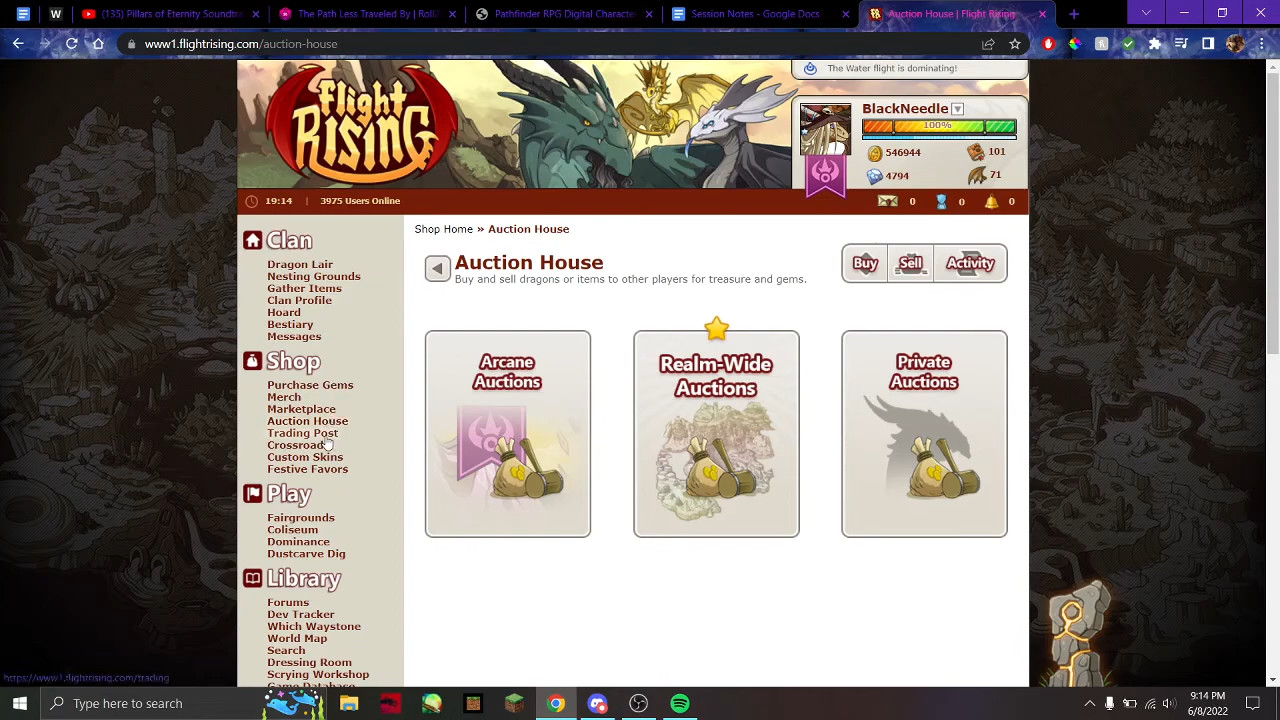 (135) Pillars of Eternity Soundtr
The Path Less Traveled By | Roll
Pathfinder RPG Digital Characte
Session Notes - Google Docs
Auction House | Flight Rising
www1.flightrising.com/auction-house
Flight
RISING
The Water flight is dominating!
BlackNeedle
100%
546944
101
4794
71
19:14 | 3975 Users Online
0
0
0
Clan
Dragon Lair
Nesting Grounds
Gather Items
Clan Profile
Hoard
Bestiary
Messages
Shop
Purchase Gems
Merch
Marketplace
Auction House
Trading Post
Crossroads
Custom Skins
Festive Favors
Play
Fairgrounds
Coliseum
Dominance
Dustcarve Dig
Library
Forums
Dev Tracker
Which Waystone
World Map
Search
Dressing Room
Scrying Workshop
Game Database
Shop Home » Auction House
Auction House
Buy and sell dragons or items to other players for treasure and gems.
Buy
Sell
Activity
Arcane
Auctions
Realm-Wide
Auctions
Private
Auctions
https://www1.flightrising.com/trading
Type here to search
9:14 PM
6/8/2022